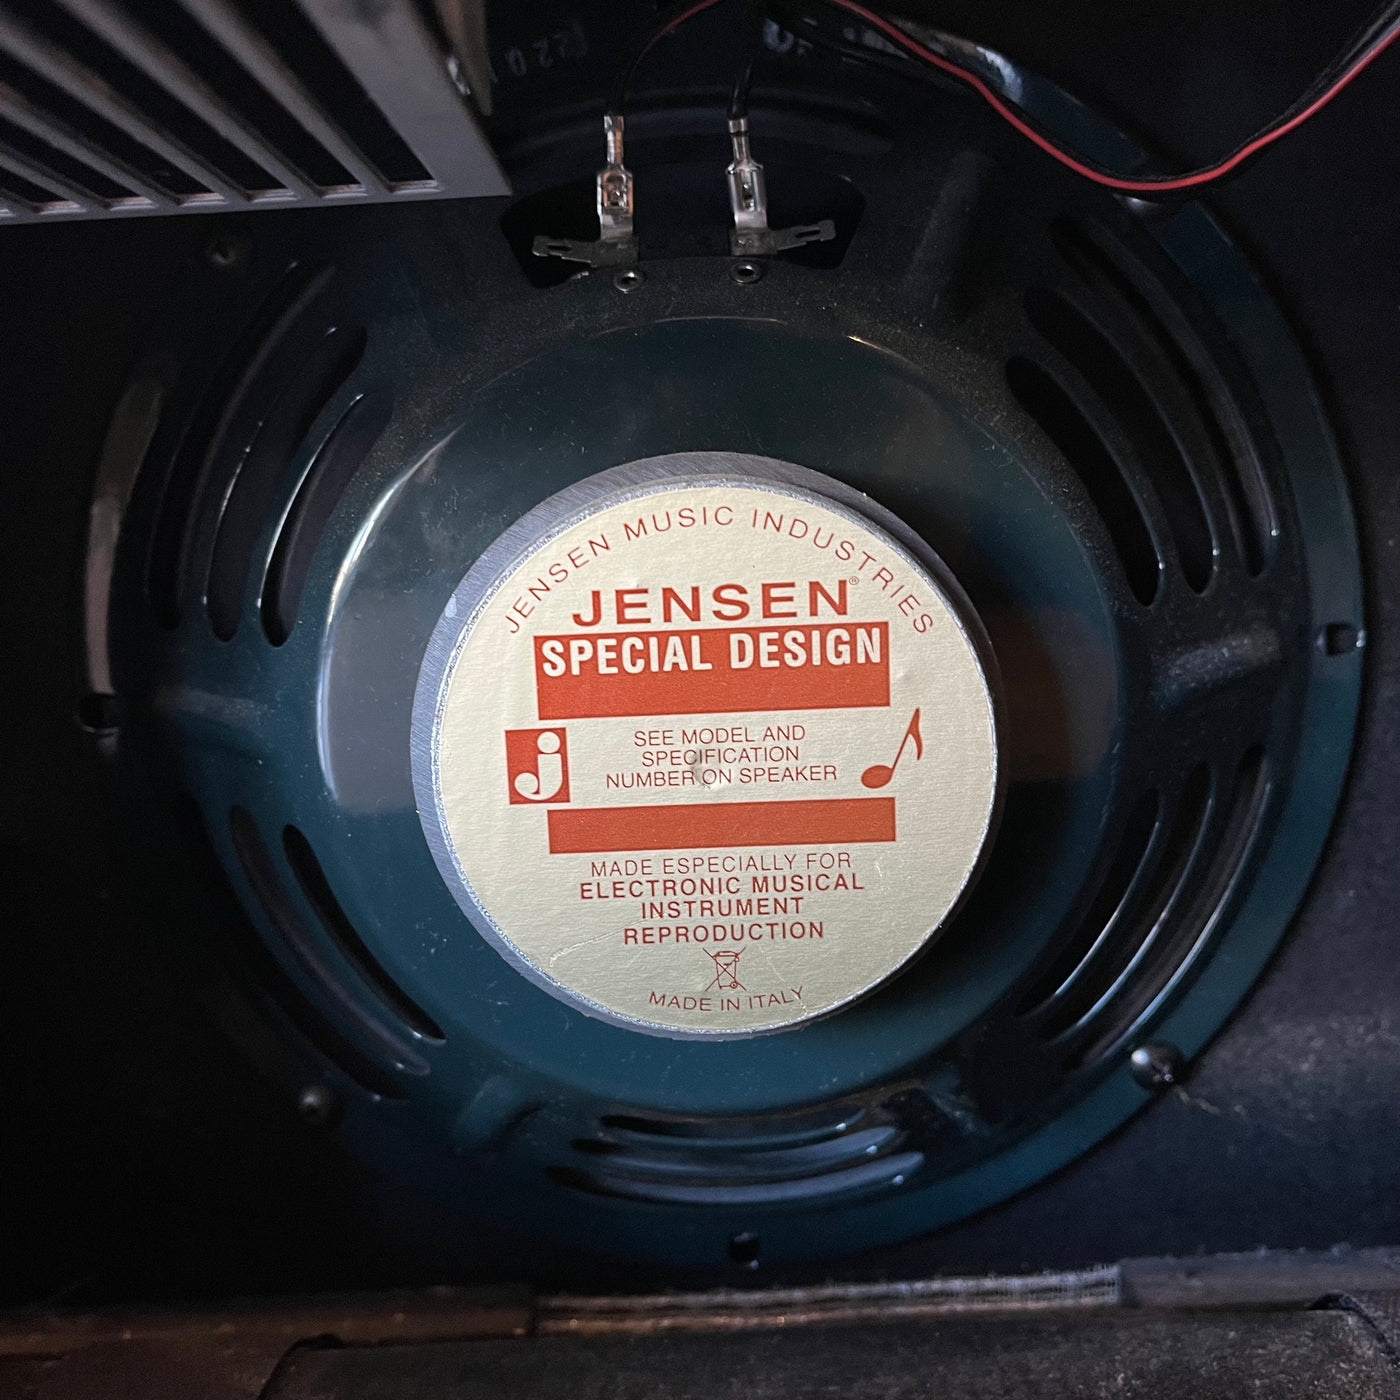 JENSEN MUSIC INDUSTRIES
JENSEN®
SPECIAL DESIGN
SEE MODEL AND
SPECIFICATION
NUMBER ON SPEAKER
j
MADE ESPECIALLY FOR
ELECTRONIC MUSICAL
INSTRUMENT
REPRODUCTION
MADE IN ITALY